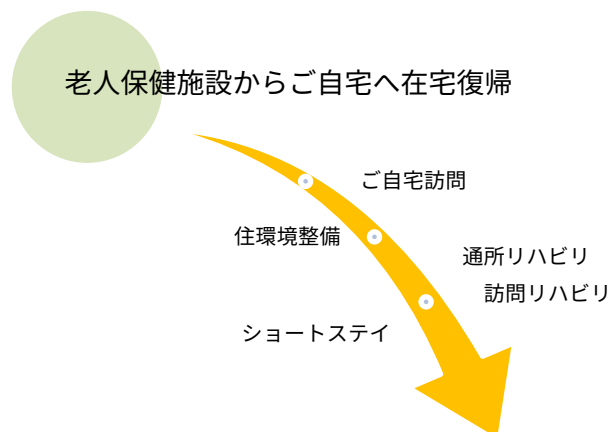 老人保健施設からご自宅へ在宅復帰
ご自宅訪問
住環境整備
通所リハビリ
訪問リハビリ
ショートステイ